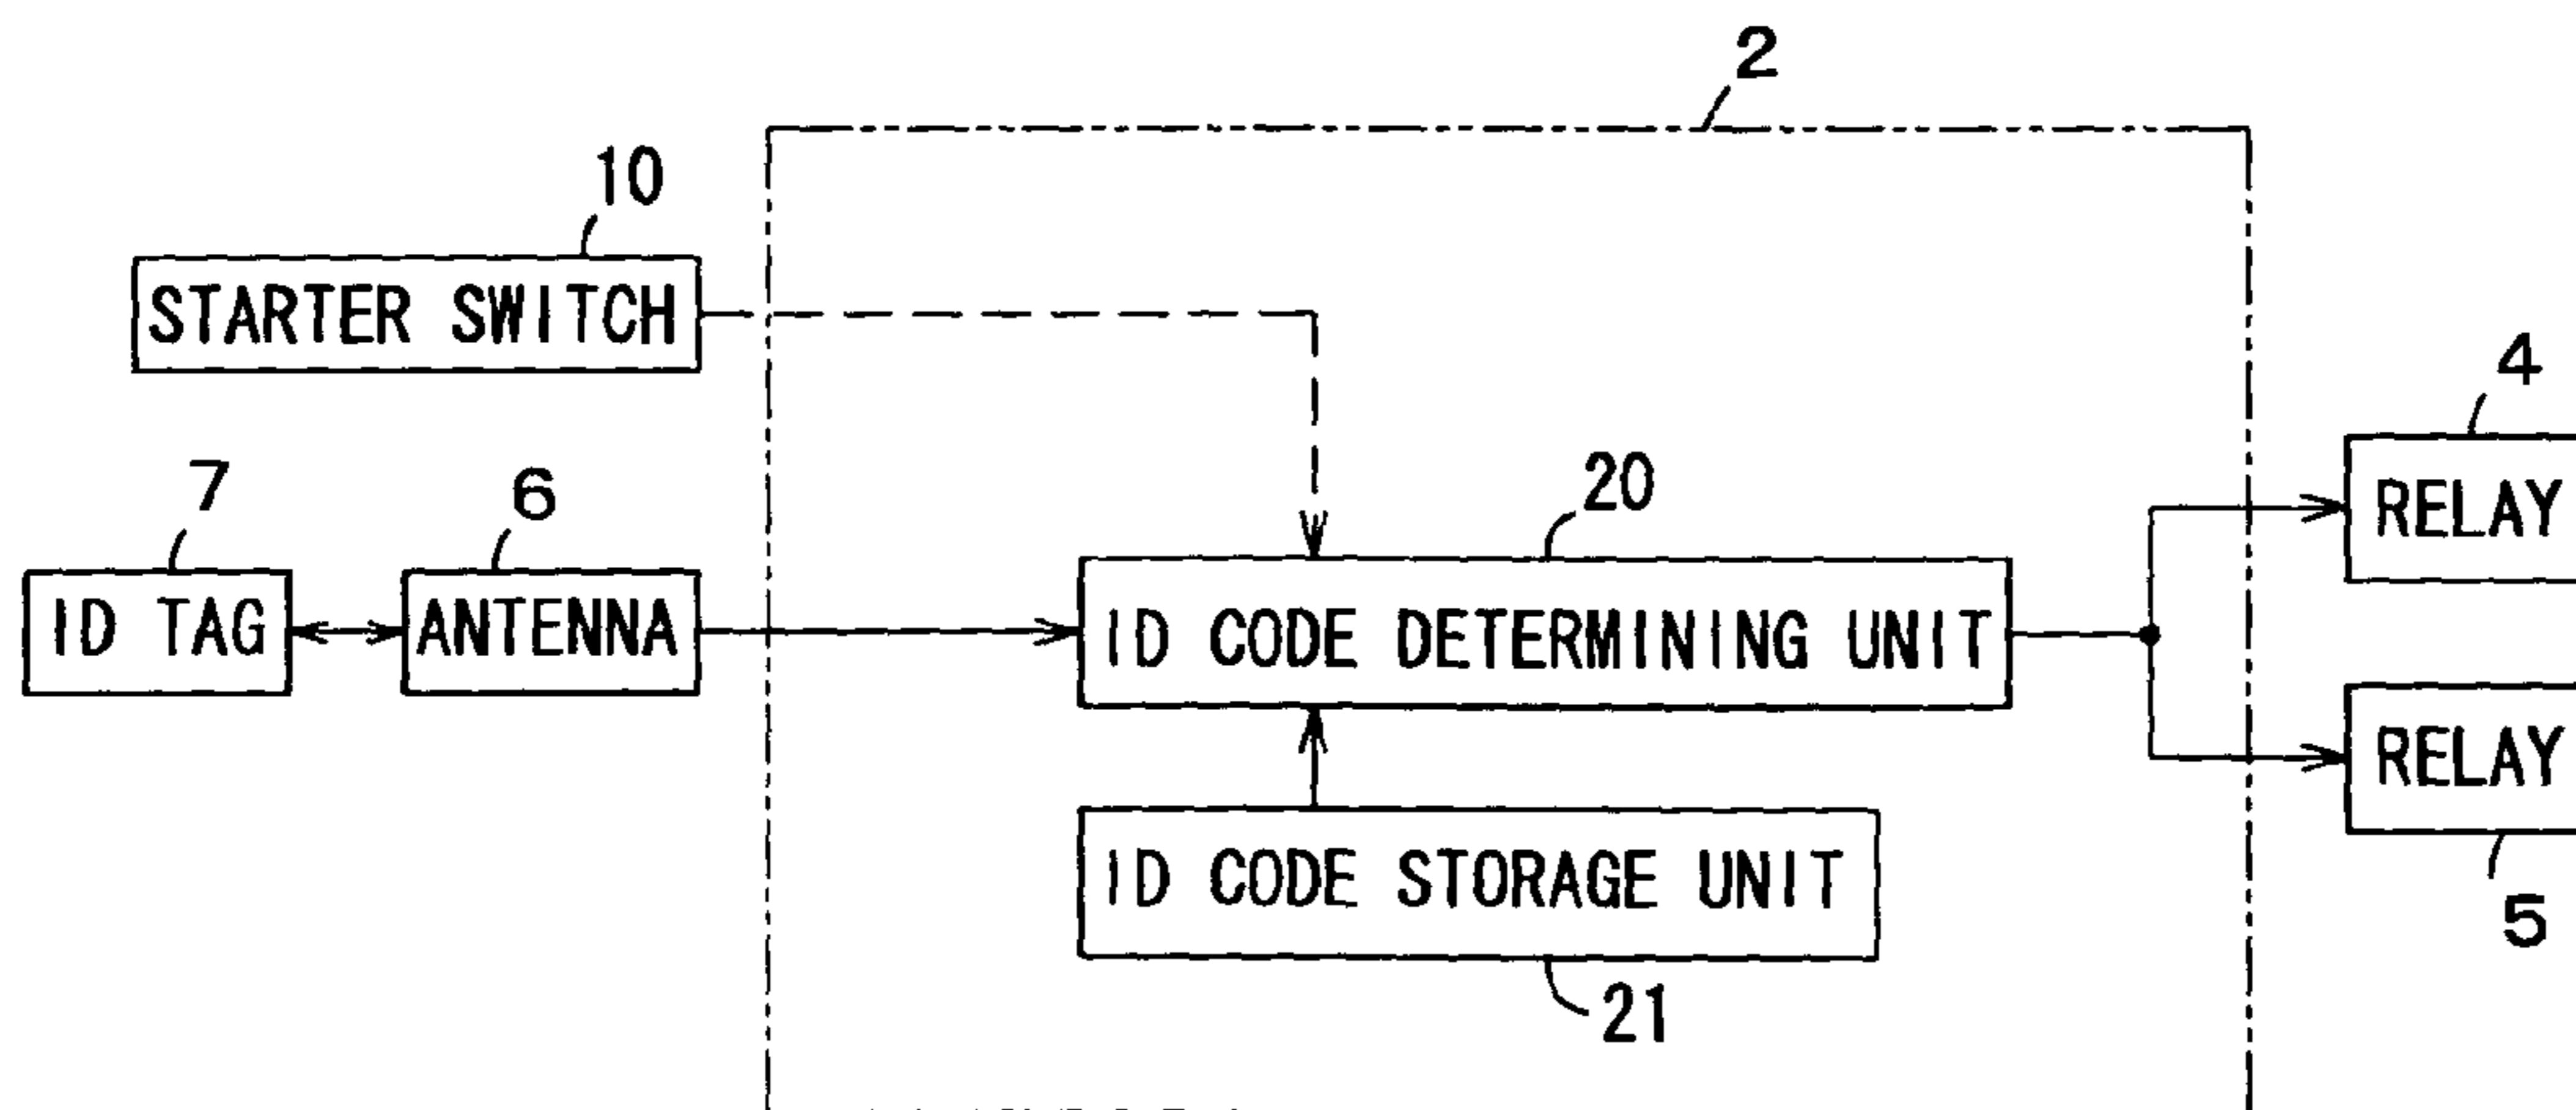 2
10
STARTER SWITCH
4
7
6
20
RELAY
ID TAG
ANTENNA
ID CODE DETERMINING UNIT
RELAY
ID CODE STORAGE UNIT
5
21